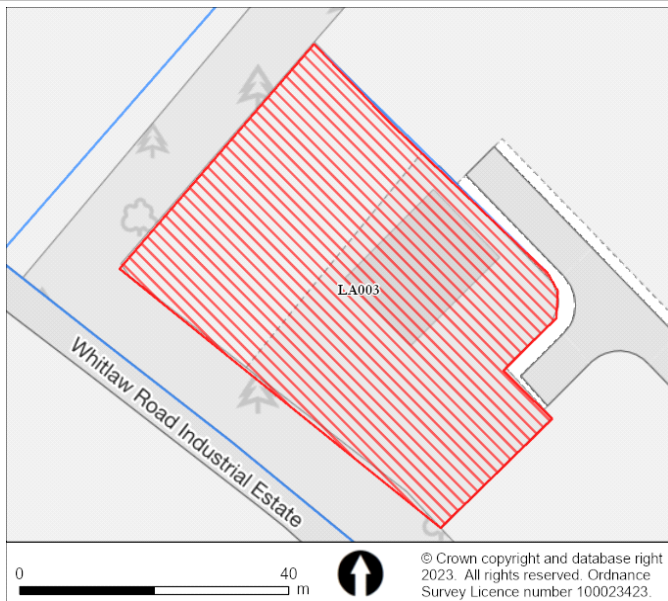 LA003
Whitlaw Road Industrial Estate
0 40 m
© Crown copyright and database right
2023. All rights reserved. Ordnance
Survey Licence number 100023423.